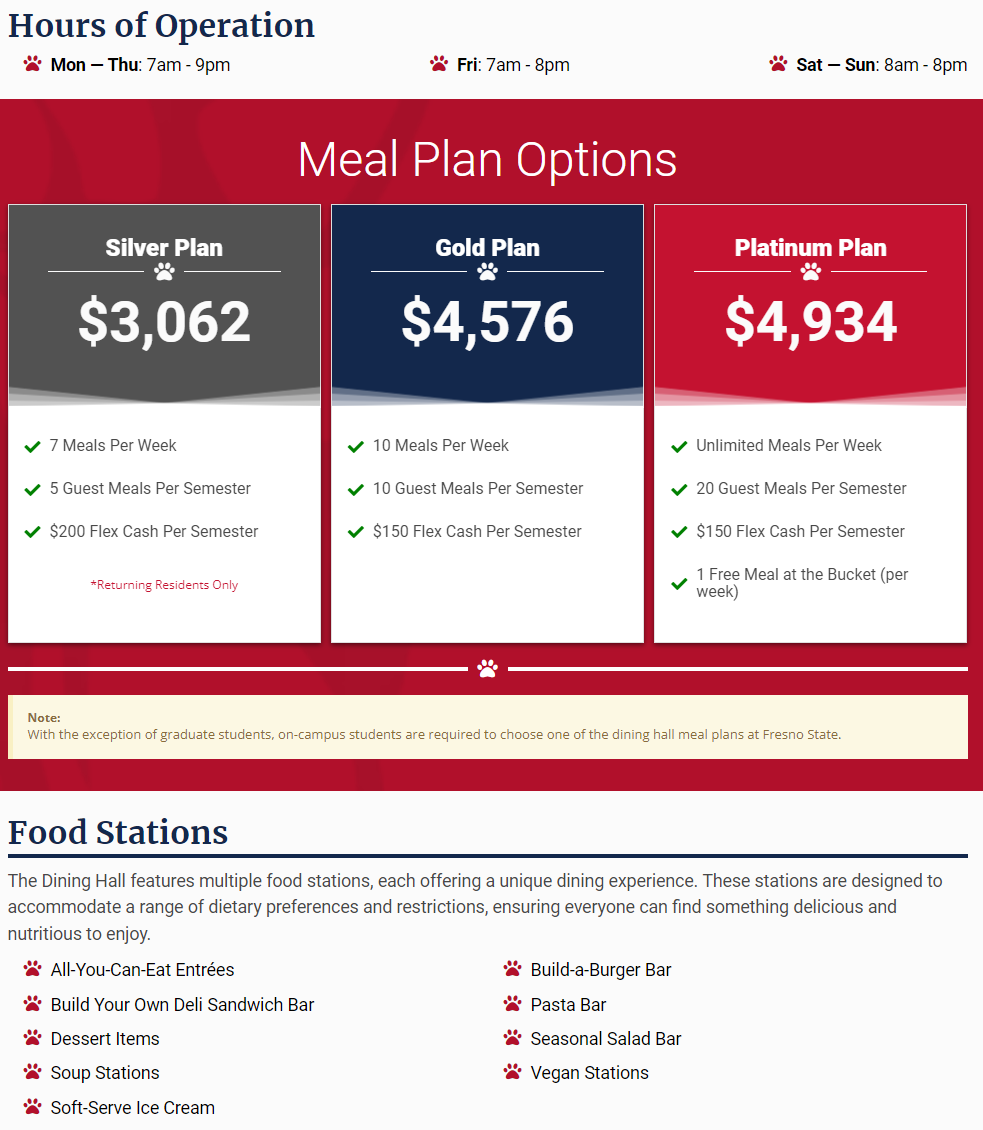 Hours of Operation
Mon — Thu: 7am - 9pm
Fri: 7am - 8pm
Sat — Sun: 8am - 8pm
Meal Plan Options
Silver Plan
$3,062
7 Meals Per Week
5 Guest Meals Per Semester
$200 Flex Cash Per Semester
*Returning Residents Only
Gold Plan
$4,576
10 Meals Per Week
10 Guest Meals Per Semester
$150 Flex Cash Per Semester
Platinum Plan
$4,934
Unlimited Meals Per Week
20 Guest Meals Per Semester
$150 Flex Cash Per Semester
1 Free Meal at the Bucket (per
week)
Note:
With the exception of graduate students, on-campus students are required to choose one of the dining hall meal plans at Fresno State.
Food Stations
The Dining Hall features multiple food stations, each offering a unique dining experience. These stations are designed to
accommodate a range of dietary preferences and restrictions, ensuring everyone can find something delicious and
nutritious to enjoy.
All-You-Can-Eat Entrées
Build Your Own Deli Sandwich Bar
Dessert Items
Soup Stations
Soft-Serve Ice Cream
Build-a-Burger Bar
Pasta Bar
Seasonal Salad Bar
Vegan Stations